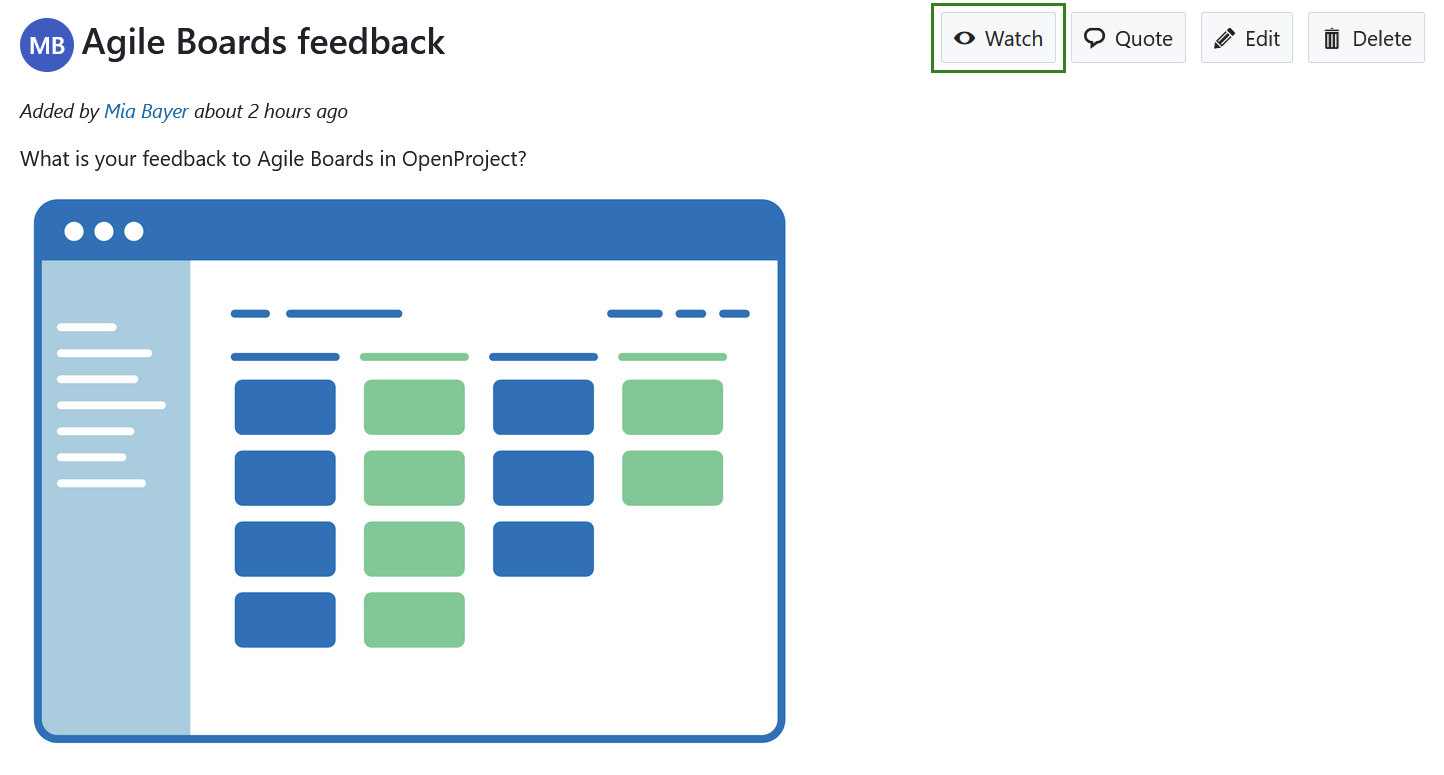 MB Agile Boards feedback
Watch Quote Edit Delete
Added by Mia Bayer about 2 hours ago
What is your feedback to Agile Boards in OpenProject?